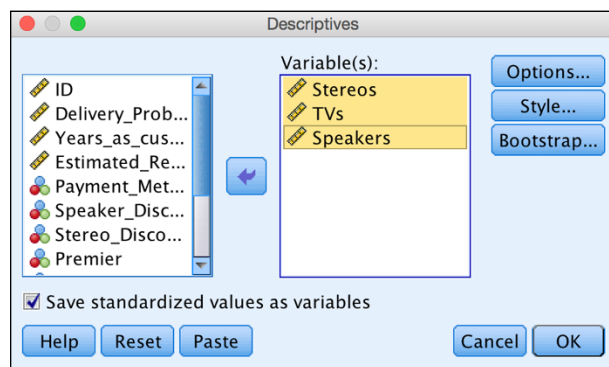 Descriptives
Variable(s):
ID
Delivery_Prob...
Years_as_cus...
Estimated_Re...
Payment_Met...
Speaker_Disc...
Stereo_Disco...
Premier
Stereos
TVs
Speakers
Options...
Style...
Bootstrap...
Save standardized values as variables
Help
Reset
Paste
Cancel
OK